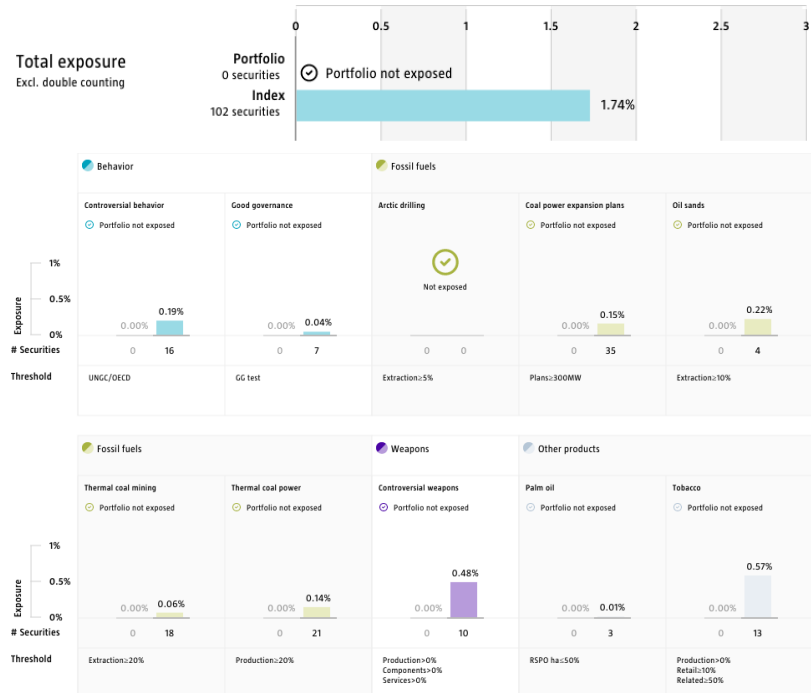 0 0.5 1 1.5 2 2.5 3
Total exposure
Excl. double counting
Portfolio
0 securities
Portfolio not exposed
Index
102 securities
1.74%
Behavior
Fossil fuels
Controversial behavior Good governance Arctic drilling Coal power expansion plans Oil sands
Portfolio not exposed Portfolio not exposed Portfolio not exposed Portfolio not exposed
Not exposed
Exposure
1%
0.5%
0%
0.00% 0.19% 0.00% 0.04% 0.00% 0.15% 0.00% 0.22%
# Securities 0 16 0 7 0 0 0 35 0 4
Threshold UNGC/OECD GG test Extraction≥5% Plans≥300MW Extraction≥10%
Fossil fuels
Weapons
Other products
Thermal coal mining Thermal coal power Controversial weapons Palm oil Tobacco
Portfolio not exposed Portfolio not exposed Portfolio not exposed Portfolio not exposed Portfolio not exposed
Exposure
1%
0.5%
0%
0.00% 0.06% 0.00% 0.14% 0.00% 0.48% 0.00% 0.01% 0.00% 0.57%
# Securities 0 18 0 21 0 10 0 3 0 13
Threshold Extraction≥20% Production≥20% Production>0% RSPO ha≤50% Production>0%
Components>0% Retail≥10%
Services>0% Related≥50%